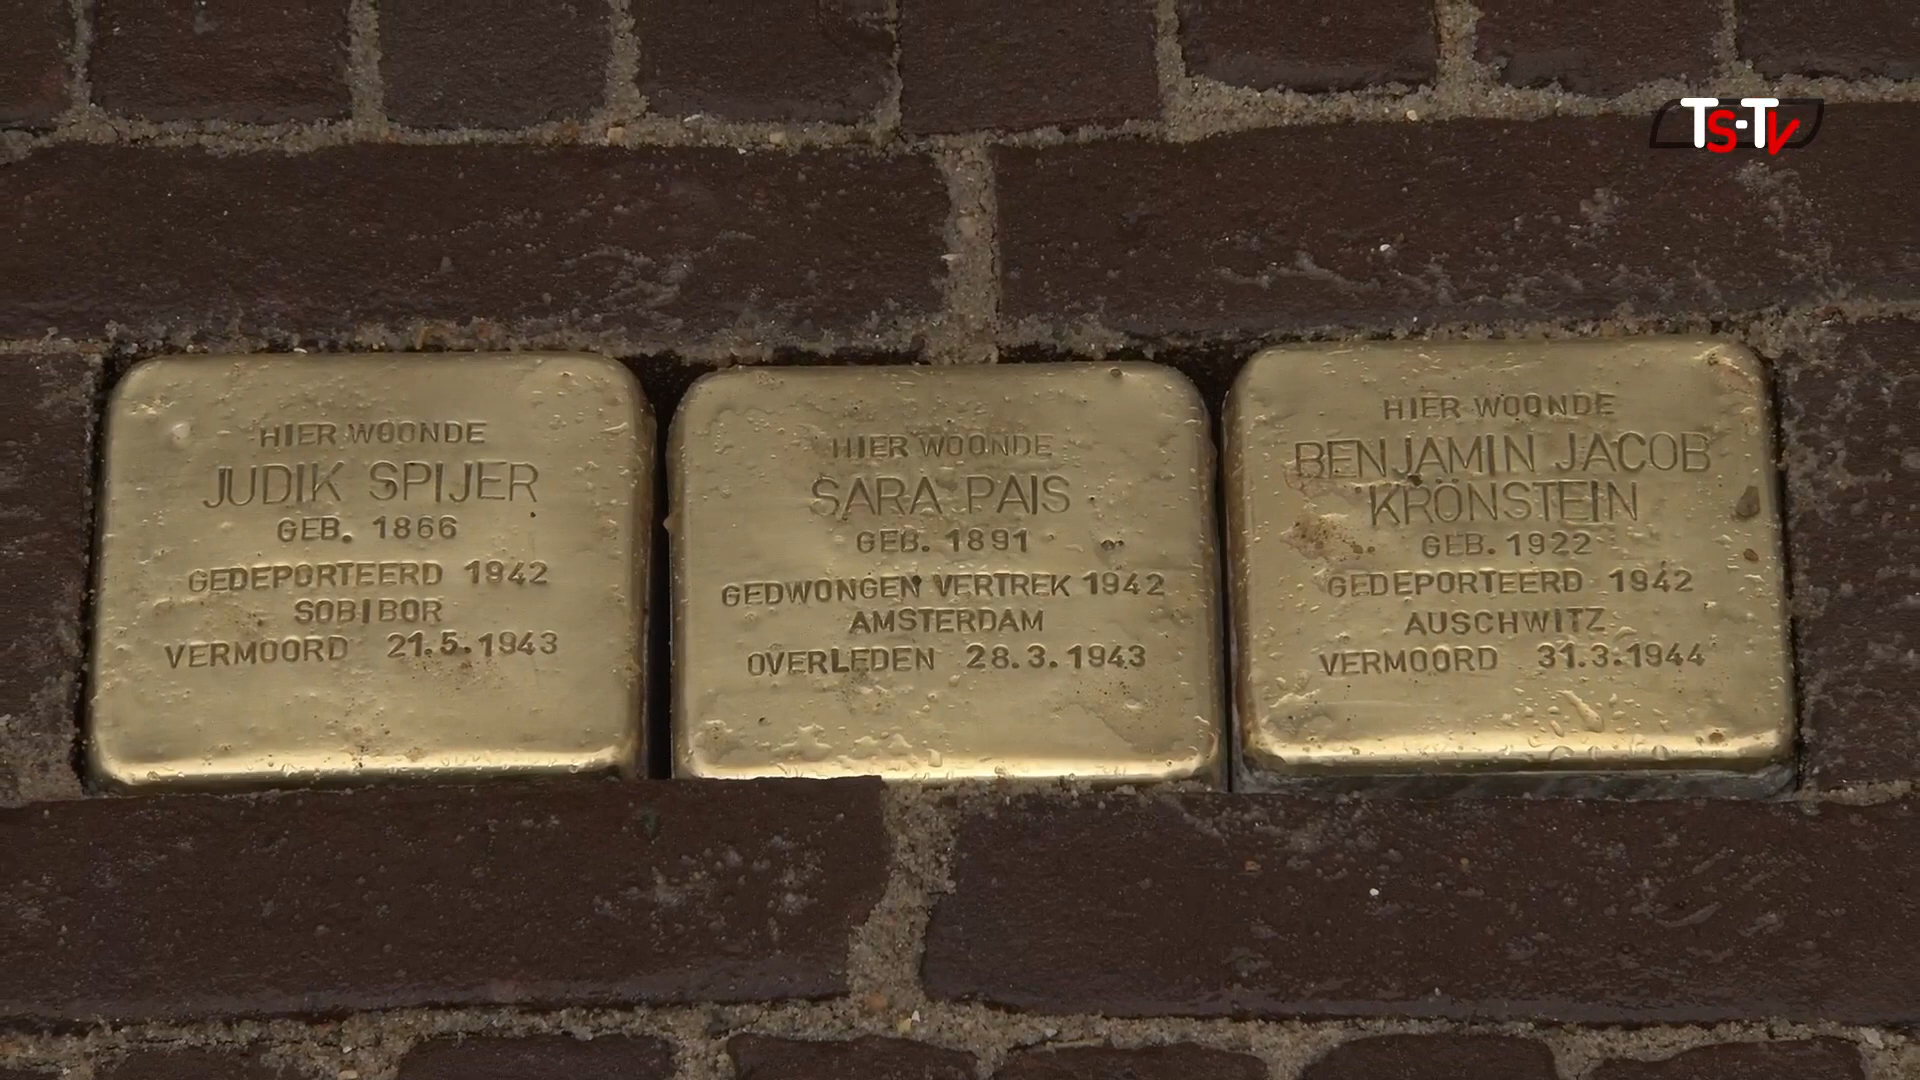 TS-TV
HIER WOONDE
JUDIK SPIJER
GEB. 1866
GEDEPORTEERD 1942
SOBIBOR
VERMOORD 21.5.1943
HIER WOONDE
SARA PAIS
GEB. 1891
GEDWONGEN VERTREK 1942
AMSTERDAM
OVERLEDEN 28.3.1943
HIER WOONDE
BENJAMIN JACOB
KRÖNSTEIN
GEB. 1922
GEDEPORTEERD 1942
AUSCHWITZ
VERMOORD 31.3.1944